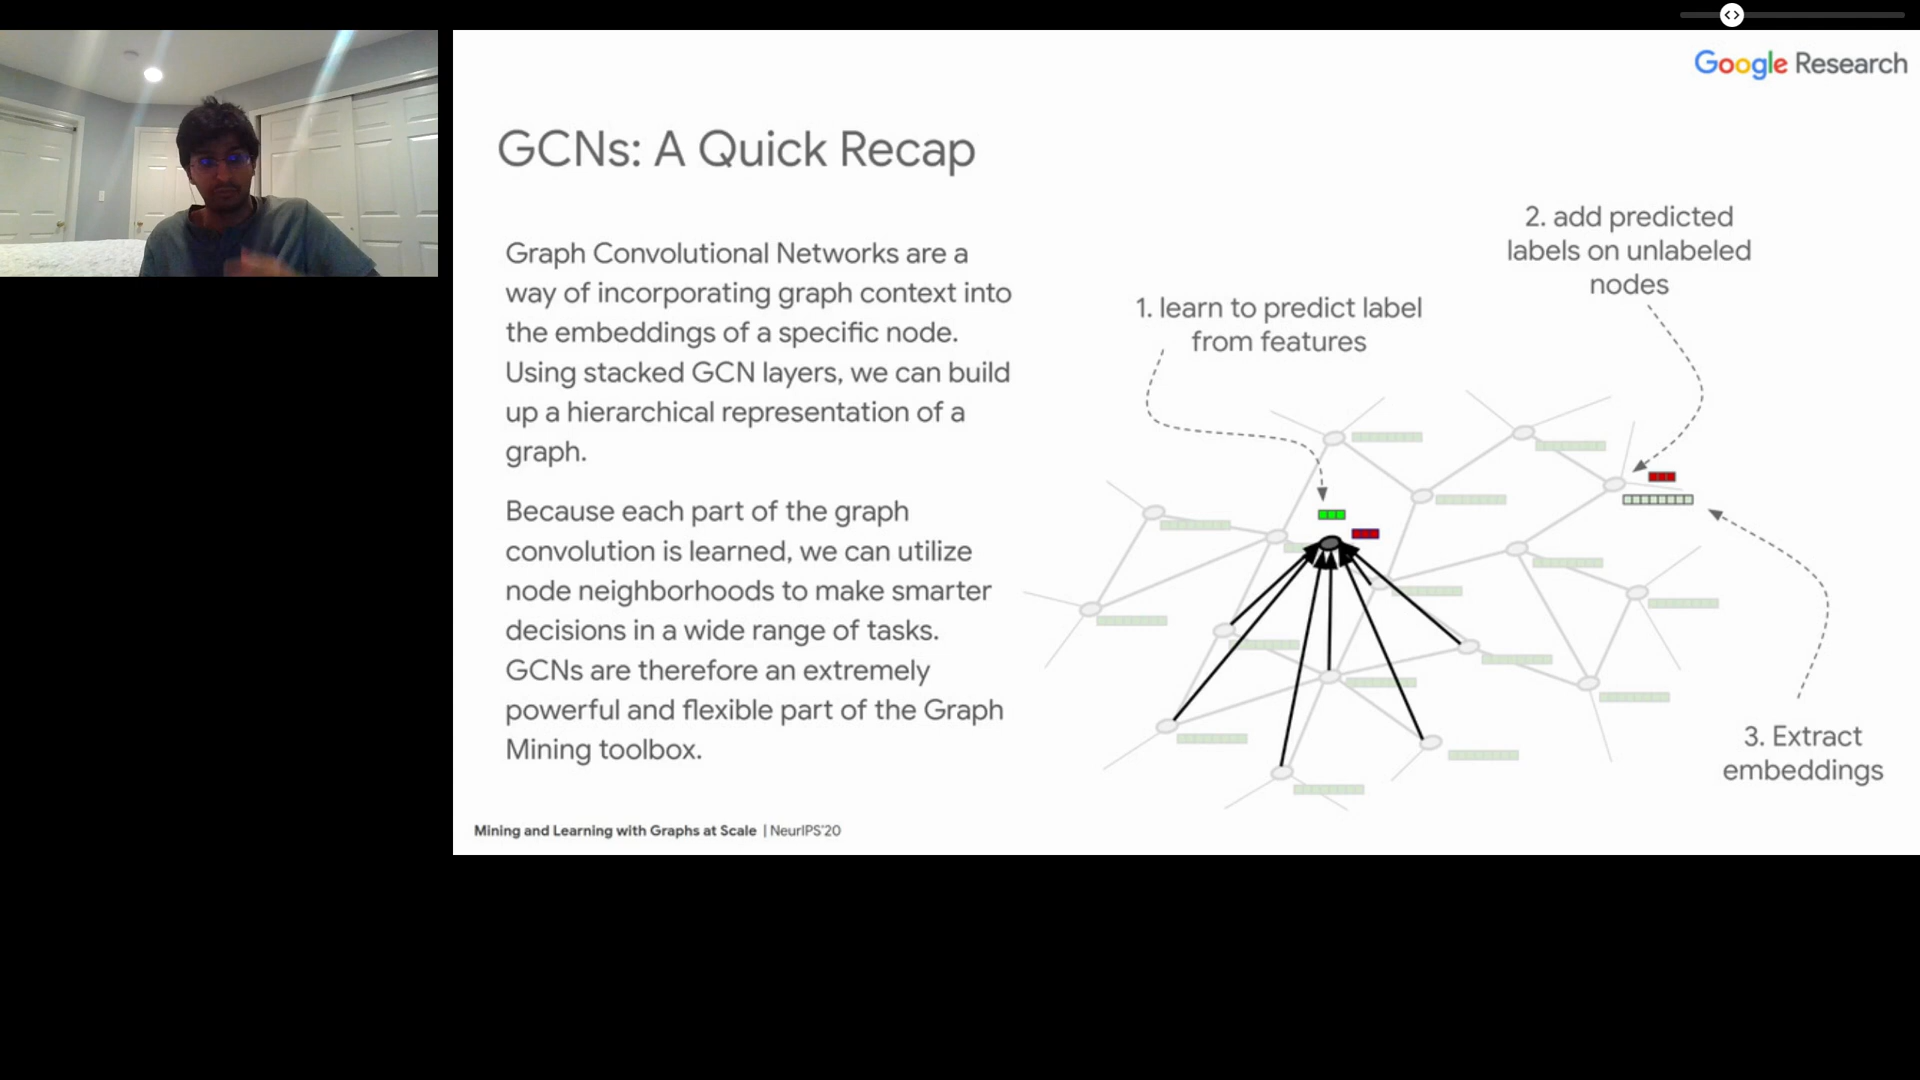 Google Research
GCNs: A Quick Recap
Graph Convolutional Networks are a
way of incorporating graph context into
the embeddings of a specific node.
Using stacked GCN layers, we can build
up a hierarchical representation of a
graph.
Because each part of the graph
convolution is learned, we can utilize
node neighborhoods to make smarter
decisions in a wide range of tasks.
GCNs are therefore an extremely
powerful and flexible part of the Graph
Mining toolbox.
1. learn to predict label
from features
2. add predicted
labels on unlabeled
nodes
3. Extract
embeddings
Mining and Learning with Graphs at Scale | NeurIPS'20